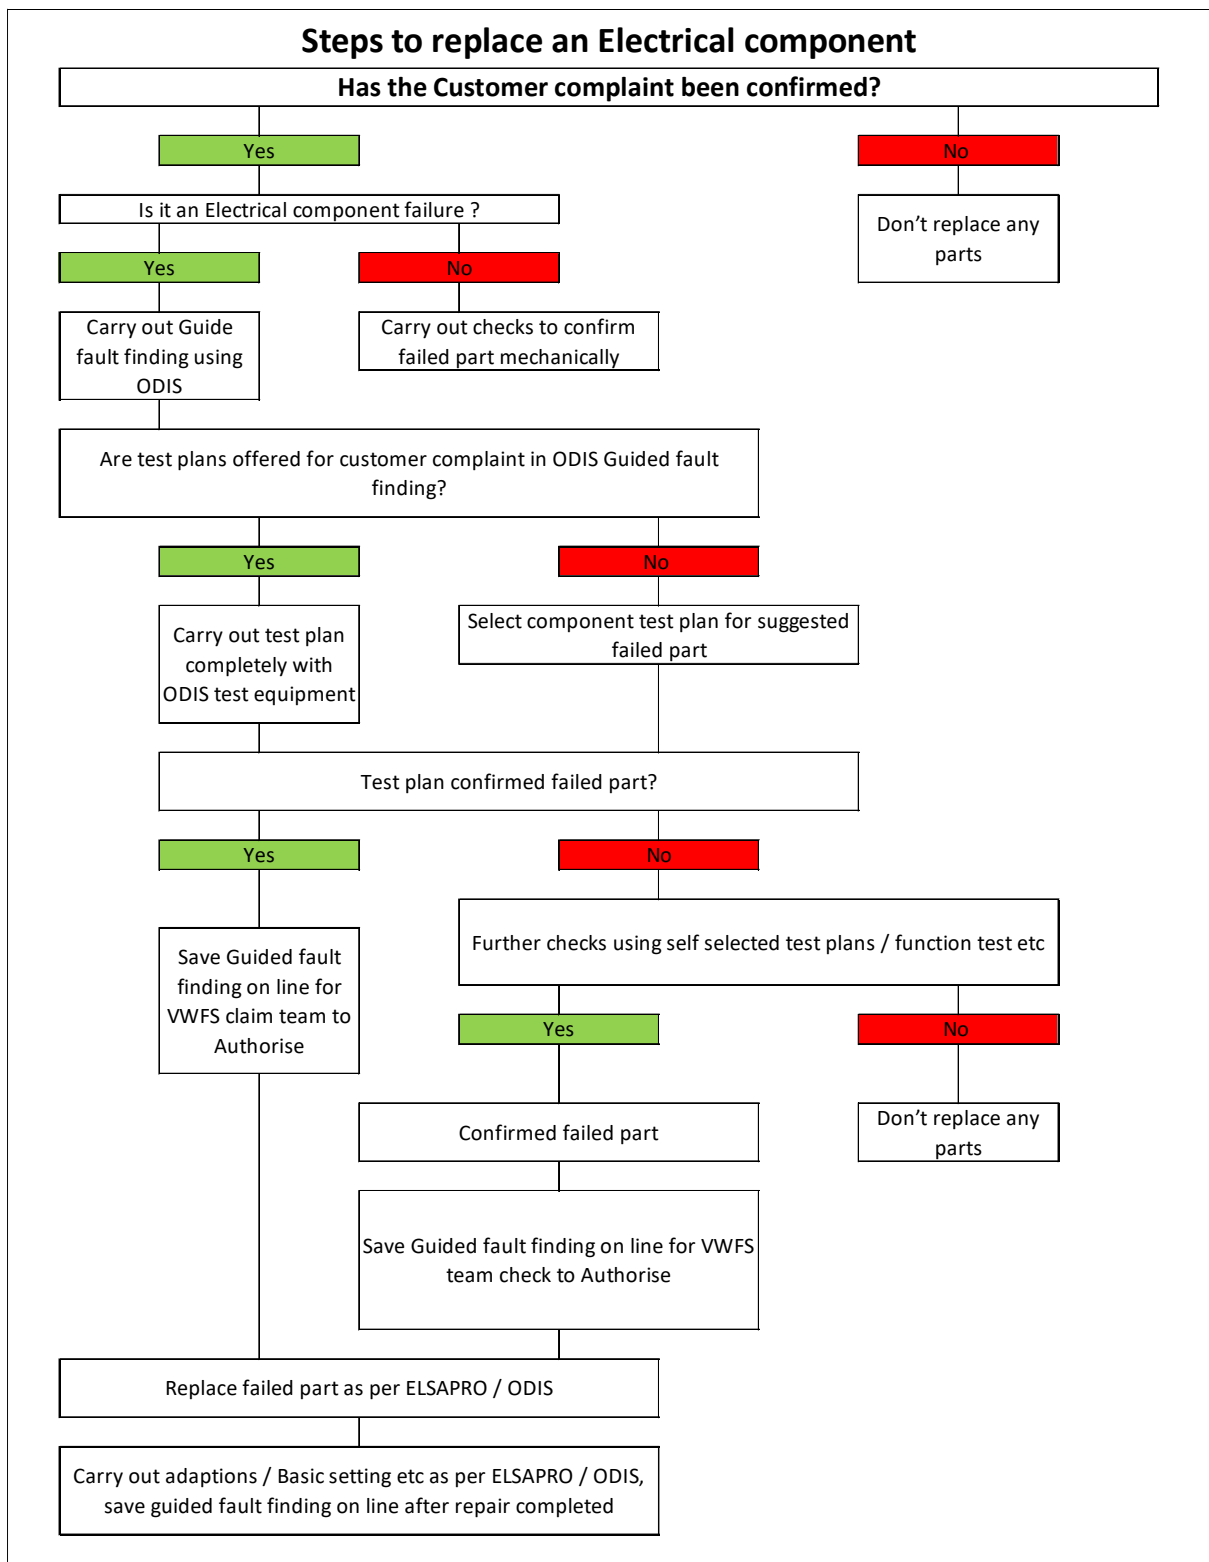 Steps to replace an Electrical component
Has the Customer complaint been confirmed?
Yes
No
Is it an Electrical component failure ?
Don’t replace any
parts
Yes
No
Carry out Guide
fault finding using
ODIS
Carry out checks to confirm
failed part mechanically
Are test plans offered for customer complaint in ODIS Guided fault
finding?
Yes
No
Carry out test plan
completely with
ODIS test equipment
Select component test plan for suggested
failed part
Test plan confirmed failed part?
Yes
No
Save Guided fault
finding on line for
VWFS claim team to
Authorise
Further checks using self selected test plans / function test etc
Yes
No
Confirmed failed part
Don’t replace any
parts
Save Guided fault finding on line for VWFS
team check to Authorise
Replace failed part as per ELSAPRO / ODIS
Carry out adaptions / Basic setting etc as per ELSAPRO / ODIS,
save guided fault finding on line after repair completed